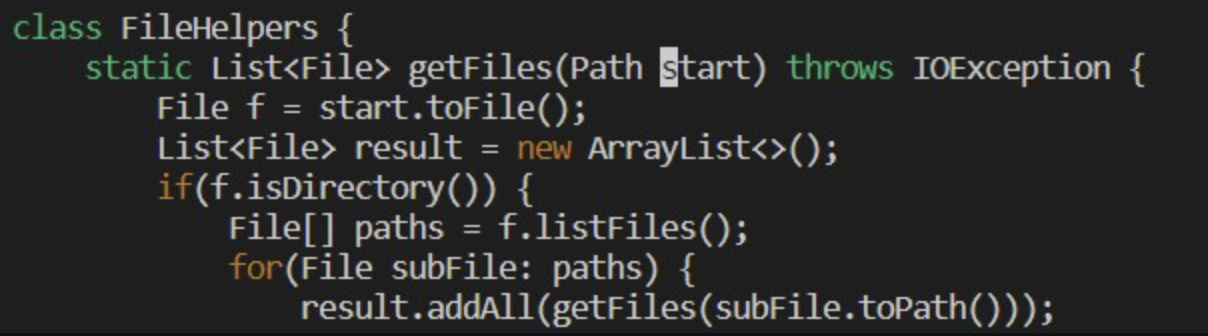 class FileHelpers {
    static List<File> getFiles(Path start) throws IOException {
        File f = start.toFile();
        List<File> result = new ArrayList<>();
        if(f.isDirectory()) {
            File[] paths = f.listFiles();
            for(File subFile: paths) {
                result.addAll(getFiles(subFile.toPath()));